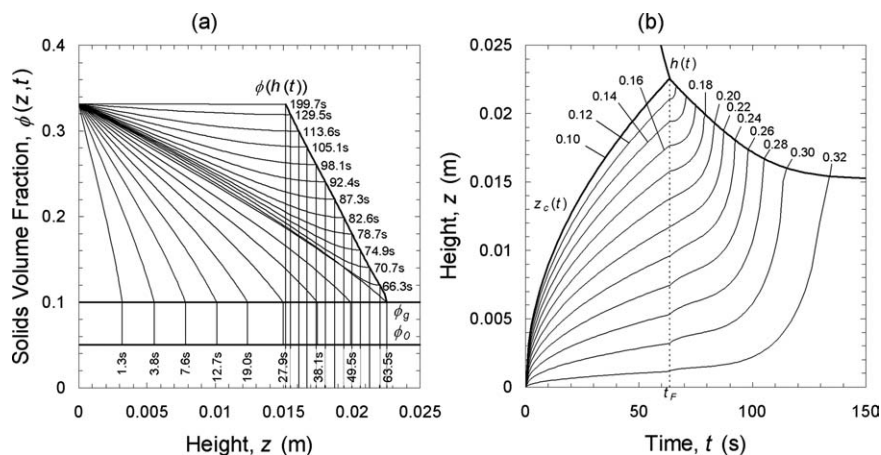 (a)
Solids Volume Fraction, ϕ(z,t)
0.4
0.3
0.2
0.1
0
ϕ(h(t))
199.7s
129.5s
113.6s
105.1s
98.1s
92.4s
87.3s
82.6s
78.7s
74.9s
70.7s
66.3s
ϕg
ϕ0
1.3s
3.8s
7.6s
12.7s
19.0s
27.9s
38.1s
49.5s
63.5s
0
0.005
0.01
0.015
0.02
0.025
Height, z (m)
(b)
Height, z (m)
0.025
0.02
0.015
0.01
0.005
0
h(t)
0.16
0.14
0.12
0.10
0.18
0.20
0.22
0.24
0.26
0.28
0.30
0.32
zc(t)
tF
0
50
100
150
Time, t (s)